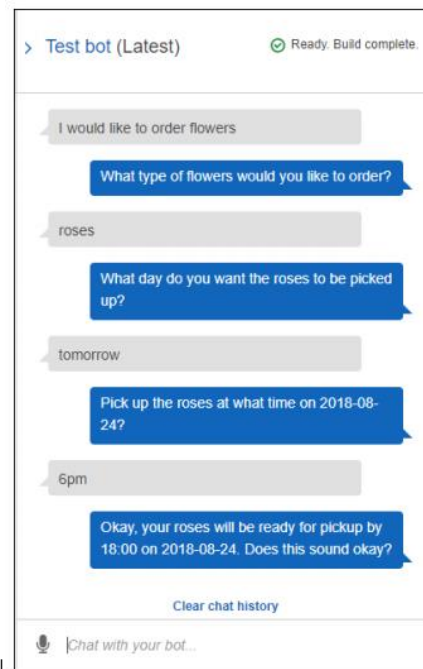 > Test bot (Latest)
Ready. Build complete.
I would like to order flowers
What type of flowers would you like to order?
roses
What day do you want the roses to be picked
up?
tomorrow
Pick up the roses at what time on 2018-08-
24?
6pm
Okay, your roses will be ready for pickup by
18:00 on 2018-08-24. Does this sound okay?
Clear chat history
Chat with your bot...